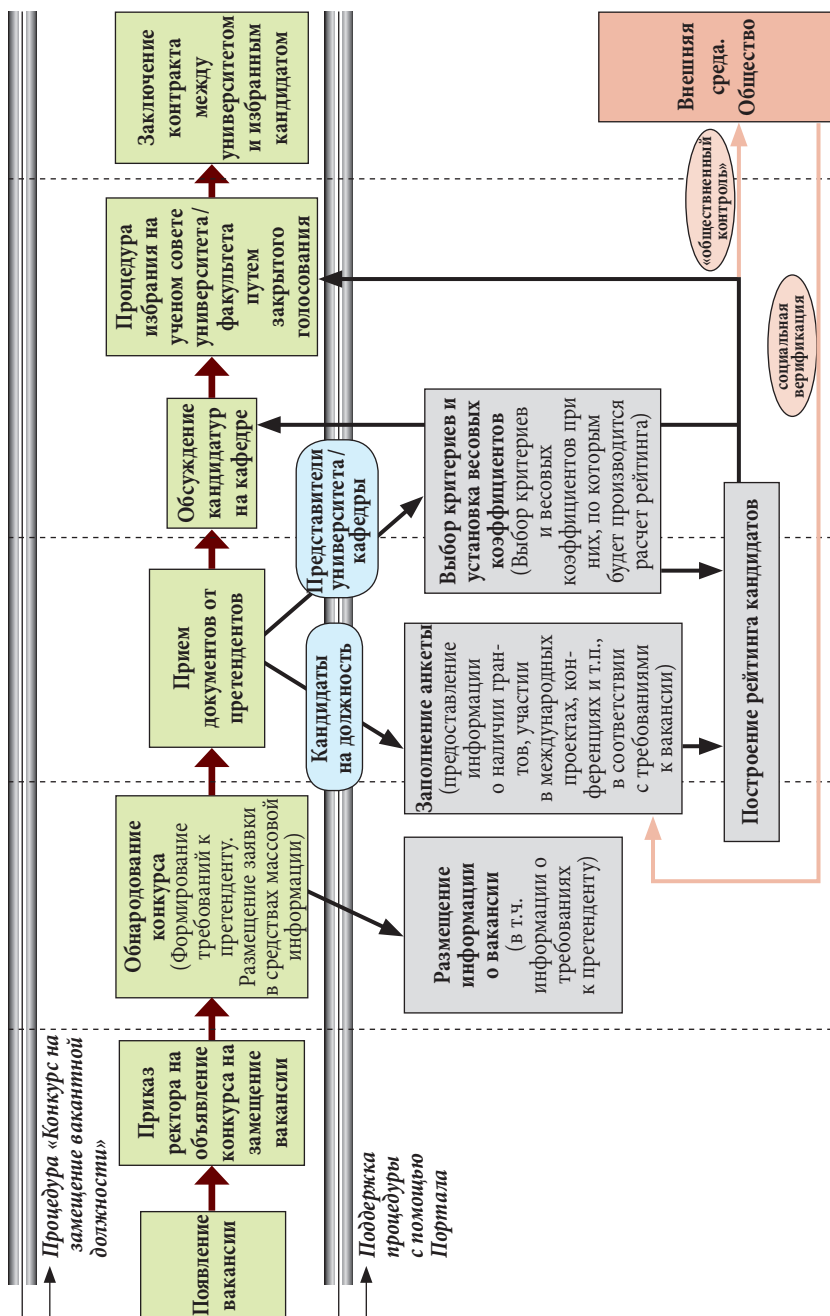 Процедура «Конкурс на
замещение вакантной
должности»
Появление
вакансии
Приказ
ректора на
объявление
конкурса на
замещение
вакансии
Обнародование
конкурса
(Формирование
требований к
претенденту.
Размещение заявки
в средствах массовой
информации)
Прием
документов от
претендентов
Обсуждение
кандидатур
на кафедре
Процедура
избрания на
ученом совете
университета/
факультета
путем
закрытого
голосования
Заключение
контракта
между
университетом
и избранным
кандидатом
Поддержка
процедуры
с помощью
Портала
Кандидаты
на должность
Представители
университета/
кафедры
Размещение
информации
о вакансии
(в т.ч.
информации о
требованиях
к претенденту)
Заполнение анкеты
(предоставление
информации
о наличии гран-
тов, участии
в международных
проектах, кон-
ференциях и т.п.,
в соответствии
с требованиями
к вакансии)
Выбор критериев и
установка весовых
коэффициентов
(Выбор критериев
и весовых
коэффициентов при
них, по которым
будет производится
расчет рейтинга)
Построение рейтинга кандидатов
«общественный
контроль»
социальная
верификация
Внешняя
среда.
Общество